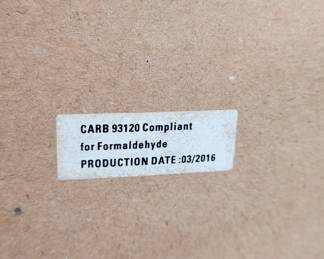 CARB 93120 Compliant
for Formaldehyde
PRODUCTION DATE :03/2016